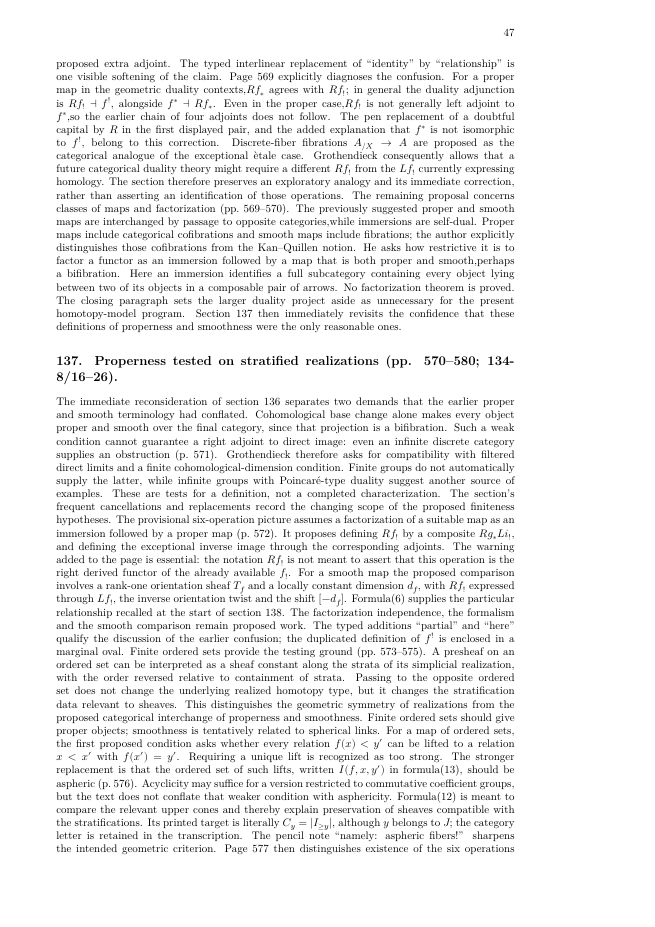 47
proposed extra adjoint. The typed interlinear replacement of “identity” by “relationship” is
one visible softening of the claim. Page 569 explicitly diagnoses the confusion. For a proper
map in the geometric duality contexts,Rf∗ agrees with Rf!; in general the duality adjunction
is Rf! ⊣ f!, alongside f∗ ⊣ Rf∗. Even in the proper case,Rf! is not generally left adjoint to
f∗,so the earlier chain of four adjoints does not follow. The pen replacement of a doubtful
capital by R in the first displayed pair, and the added explanation that f∗ is not isomorphic
to f!, belong to this correction. Discrete-fiber fibrations A/X → A are proposed as the
categorical analogue of the exceptional ètale case. Grothendieck consequently allows that a
future categorical duality theory might require a different Rf! from the Lf! currently expressing
homology. The section therefore preserves an exploratory analogy and its immediate correction,
rather than asserting an identification of those operations. The remaining proposal concerns
classes of maps and factorization (pp. 569–570). The previously suggested proper and smooth
maps are interchanged by passage to opposite categories,while immersions are self-dual. Proper
maps include categorical cofibrations and smooth maps include fibrations; the author explicitly
distinguishes those cofibrations from the Kan–Quillen notion. He asks how restrictive it is to
factor a functor as an immersion followed by a map that is both proper and smooth,perhaps
a bifibration. Here an immersion identifies a full subcategory containing every object lying
between two of its objects in a composable pair of arrows. No factorization theorem is proved.
The closing paragraph sets the larger duality project aside as unnecessary for the present
homotopy-model program. Section 137 then immediately revisits the confidence that these
definitions of properness and smoothness were the only reasonable ones.
137. Properness tested on stratified realizations (pp. 570–580; 134-
8/16–26).
The immediate reconsideration of section 136 separates two demands that the earlier proper
and smooth terminology had conflated. Cohomological base change alone makes every object
proper and smooth over the final category, since that projection is a bifibration. Such a weak
condition cannot guarantee a right adjoint to direct image: even an infinite discrete category
supplies an obstruction (p. 571). Grothendieck therefore asks for compatibility with filtered
direct limits and a finite cohomological-dimension condition. Finite groups do not automatically
supply the latter, while infinite groups with Poincaré-type duality suggest another source of
examples. These are tests for a definition, not a completed characterization. The section’s
frequent cancellations and replacements record the changing scope of the proposed finiteness
hypotheses. The provisional six-operation picture assumes a factorization of a suitable map as an
immersion followed by a proper map (p. 572). It proposes defining Rf! by a composite Rg∗Li!,
and defining the exceptional inverse image through the corresponding adjoints. The warning
added to the page is essential: the notation Rf! is not meant to assert that this operation is the
right derived functor of the already available f!. For a smooth map the proposed comparison
involves a rank-one orientation sheaf Tf and a locally constant dimension df, with Rf! expressed
through Lf!, the inverse orientation twist and the shift [−df]. Formula(6) supplies the particular
relationship recalled at the start of section 138. The factorization independence, the formalism
and the smooth comparison remain proposed work. The typed additions “partial” and “here”
qualify the discussion of the earlier confusion; the duplicated definition of f! is enclosed in a
marginal oval. Finite ordered sets provide the testing ground (pp. 573–575). A presheaf on an
ordered set can be interpreted as a sheaf constant along the strata of its simplicial realization,
with the order reversed relative to containment of strata. Passing to the opposite ordered
set does not change the underlying realized homotopy type, but it changes the stratification
data relevant to sheaves. This distinguishes the geometric symmetry of realizations from the
proposed categorical interchange of properness and smoothness. Finite ordered sets should give
proper objects; smoothness is tentatively related to spherical links. For a map of ordered sets,
the first proposed condition asks whether every relation f(x) < y′ can be lifted to a relation
x < x′ with f(x′) = y′. Requiring a unique lift is recognized as too strong. The stronger
replacement is that the ordered set of such lifts, written I(f, x, y′) in formula(13), should be
aspheric (p. 576). Acyclicity may suffice for a version restricted to commutative coefficient groups,
but the text does not conflate that weaker condition with asphericity. Formula(12) is meant to
compare the relevant upper cones and thereby explain preservation of sheaves compatible with
the stratifications. Its printed target is literally Cy = |I≥y|, although y belongs to J; the category
letter is retained in the transcription. The pencil note “namely: aspheric fibers!” sharpens
the intended geometric criterion. Page 577 then distinguishes existence of the six operations